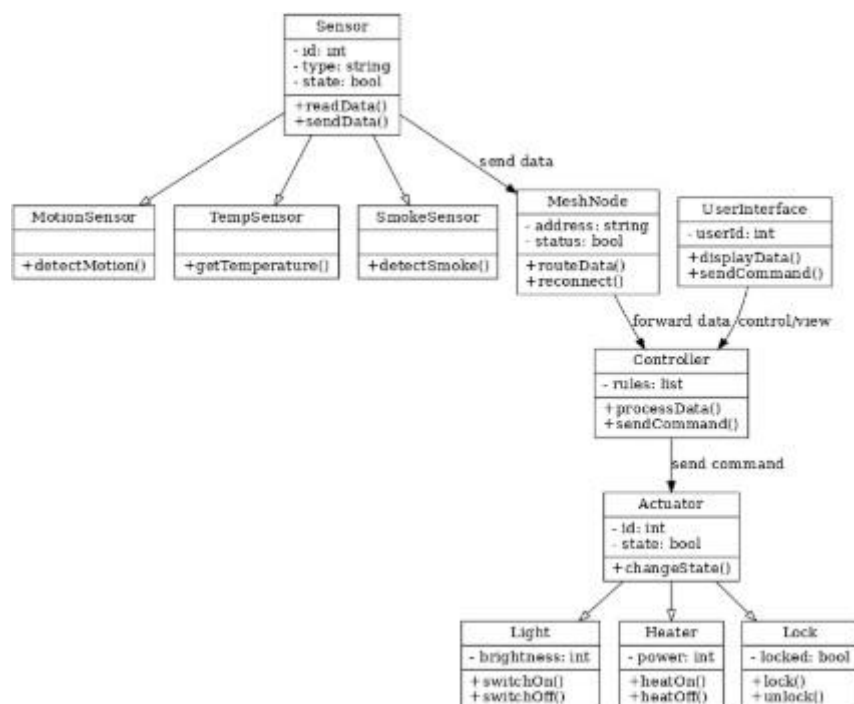 Sensor
- id: int
- type: string
- state: bool
+readData()
+sendData()
send data
MotionSensor
+detectMotion()
TempSensor
+getTemperature()
SmokeSensor
+detectSmoke()
MeshNode
- address: string
- status: bool
+routeData()
+reconnect()
UserInterface
- userId: int
+displayData()
+sendCommand()
forward data
control/view
Controller
- rules: list
+processData()
+sendCommand()
send command
Actuator
- id: int
- state: bool
+changeState()
Light
- brightness: int
+switchOn()
+switchOff()
Heater
- power: int
+heatOn()
+heatOff()
Lock
- locked: bool
+lock()
+unlock()